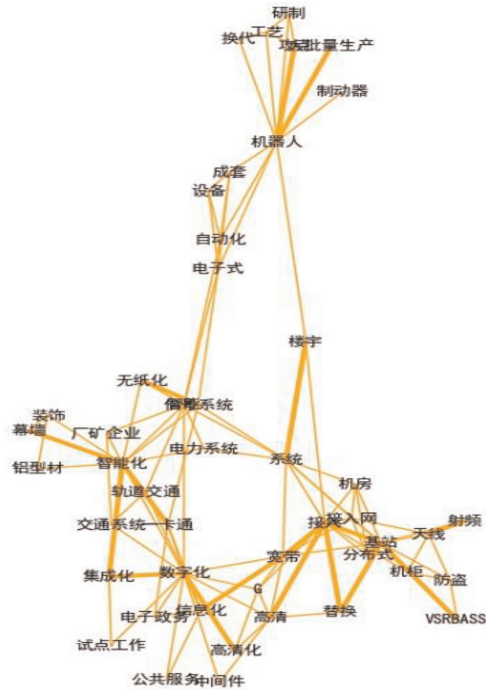 研制
工艺
换代
批量生产
制动器
机器人
成套
设备
自动化
电子式
楼宇
无纸化
系统
装饰
厂矿企业
幕墙
电力系统
智能化
系统
铝型材
机房
轨道交通
接入网
射频
交通系统
一卡通
天线
基站
宽带
分布式
数字化
机柜
集成化
防盗
G
信息化
电子政务
高清
替换
VSRBASS
试点工作
高清化
公共服务
中间件